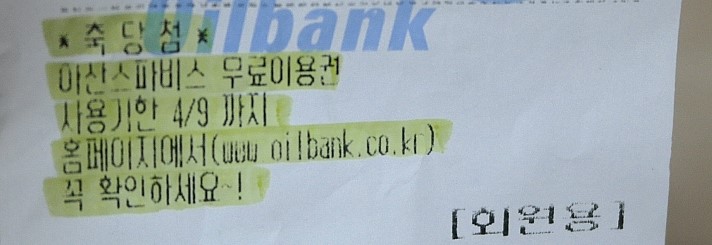 Oilbank
* 축 당 첨 *
아산스파비스 무료이용권
사용기한 4/9 까지
홈페이지에서(www.oilbank.co.kr)
꼭 확인하세요~!
[회원용]